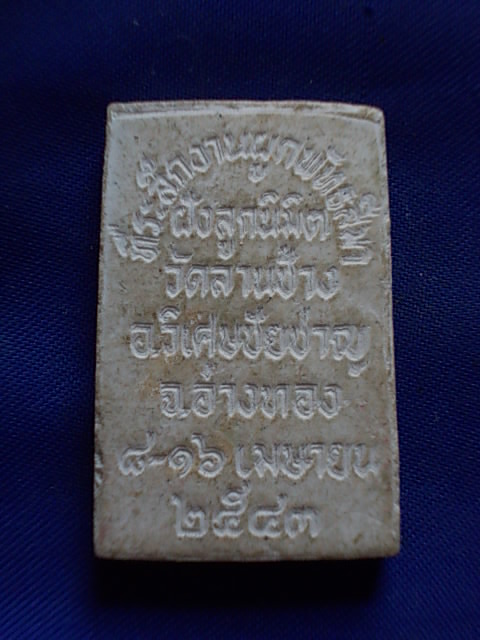 ที่ระลึกงานผูกพัทธสีมา
ฝังลูกนิมิต
วัดลานช้าง
อ.วิเศษชัยชาญ
จ.อ่างทอง
๘-๑๖ เมษายน
๒๕๔๓